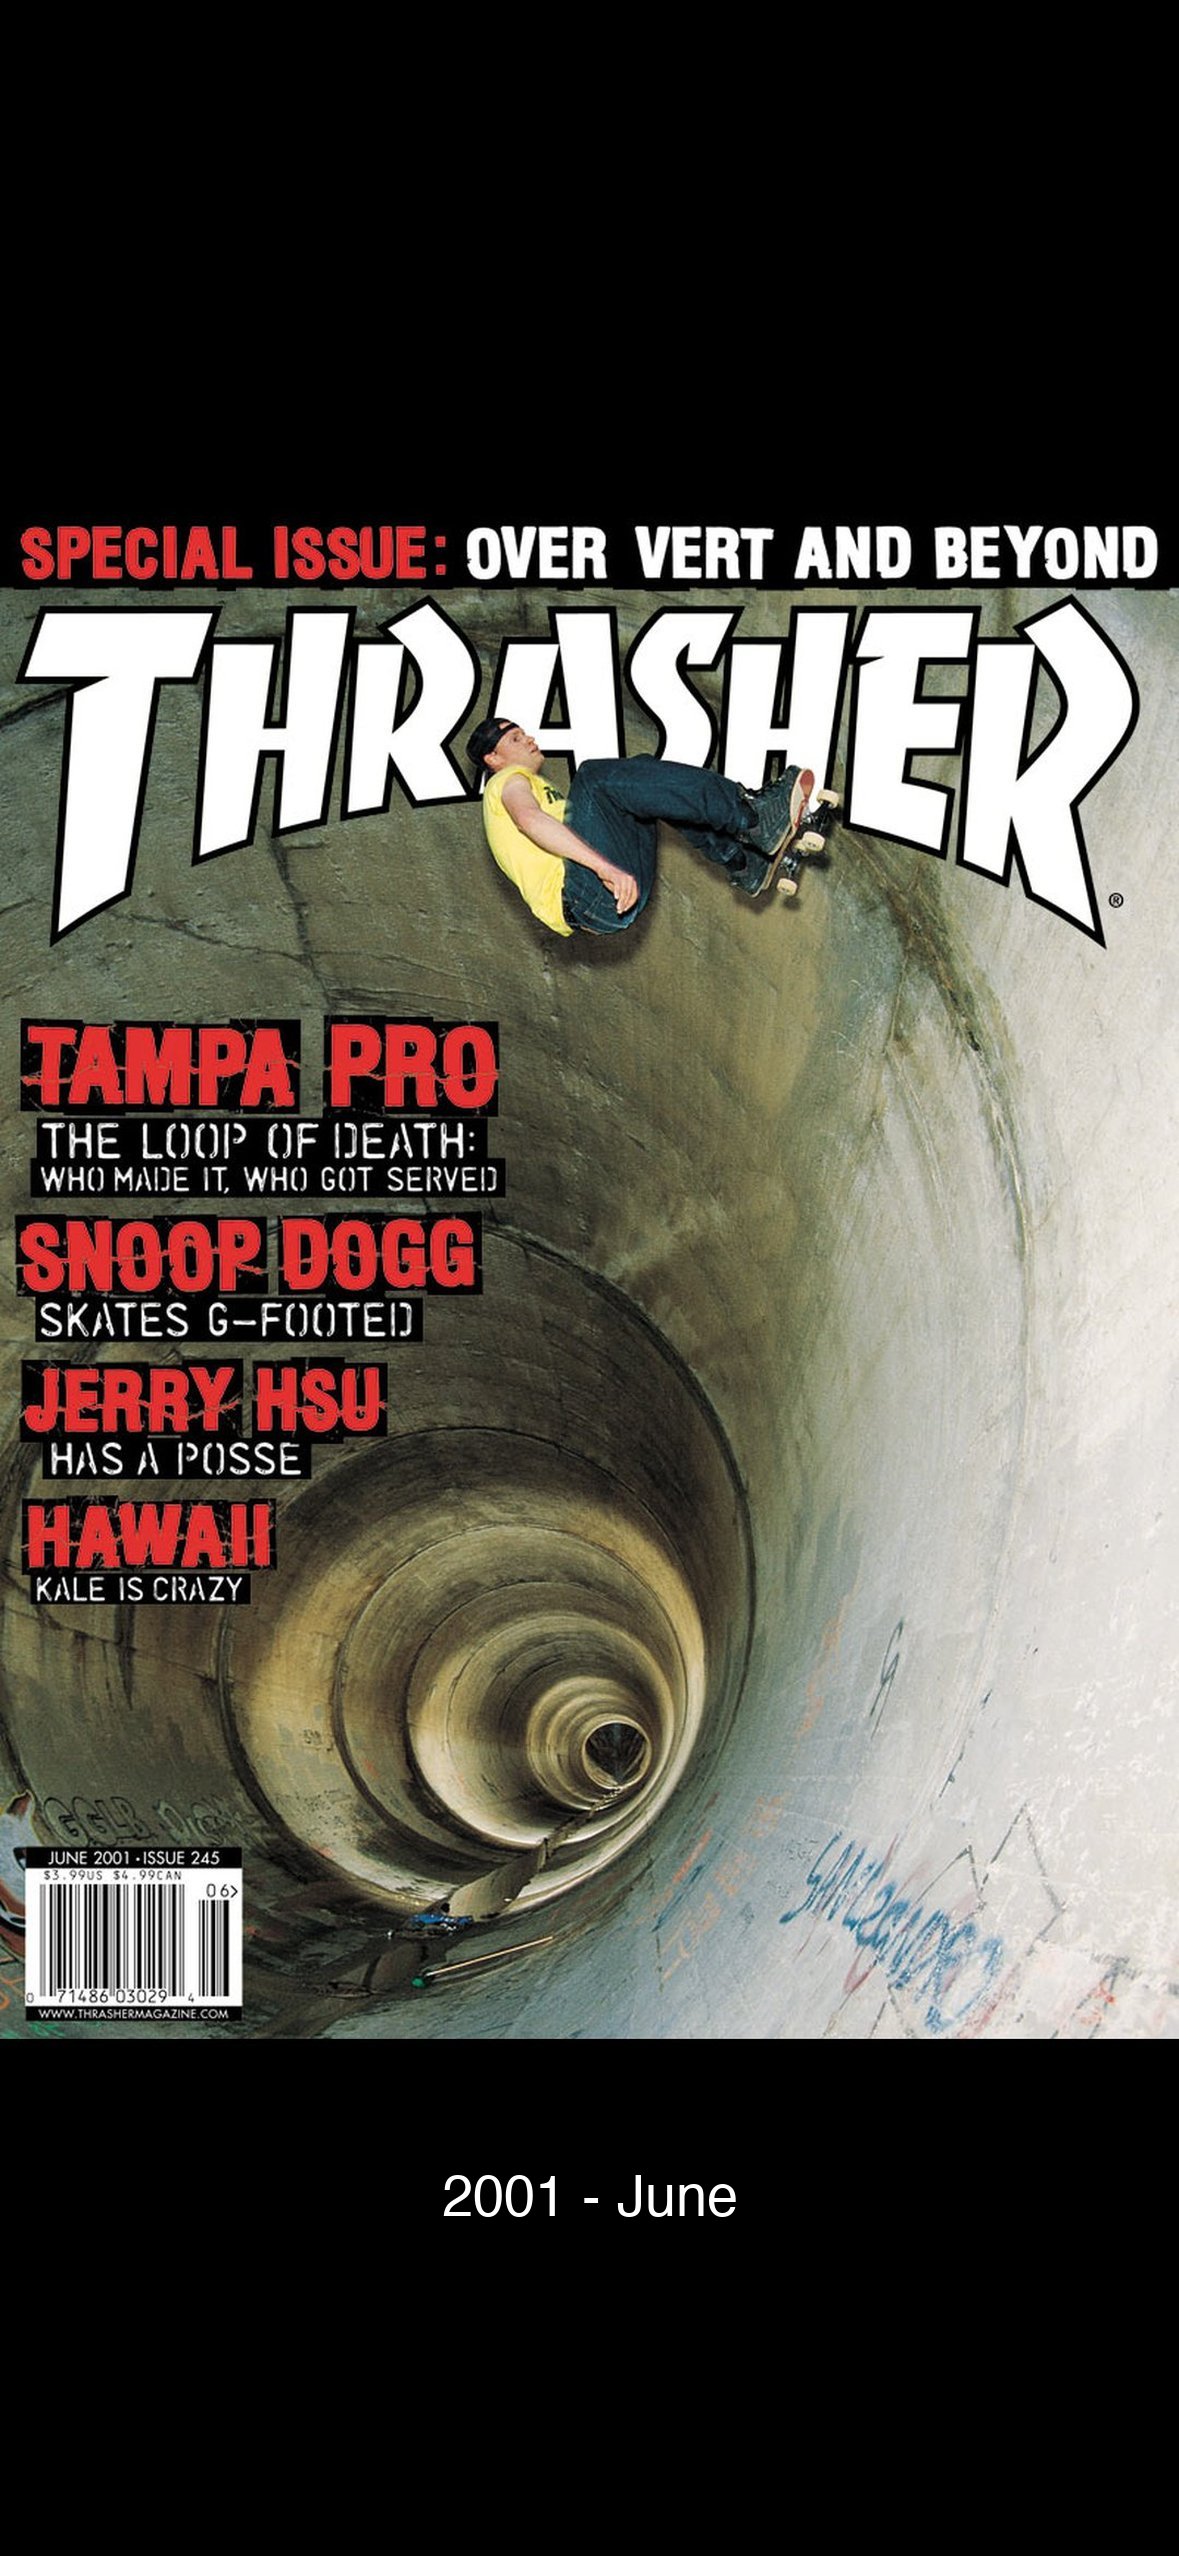 SPECIAL ISSUE: OVER VERT AND BEYOND
THRASHER
®
TAMPA PRO
THE LOOP OF DEATH:
WHO MADE IT, WHO GOT SERVED
SNOOP DOGG
SKATES G-FOOTED
JERRY HSU
HAS A POSSE
HAWAII
KALE IS CRAZY
JUNE 2001 • ISSUE 245
$3.99US $4.99CAN
06>
0 71486 03029 4
WWW.THRASHERMAGAZINE.COM
2001 - June